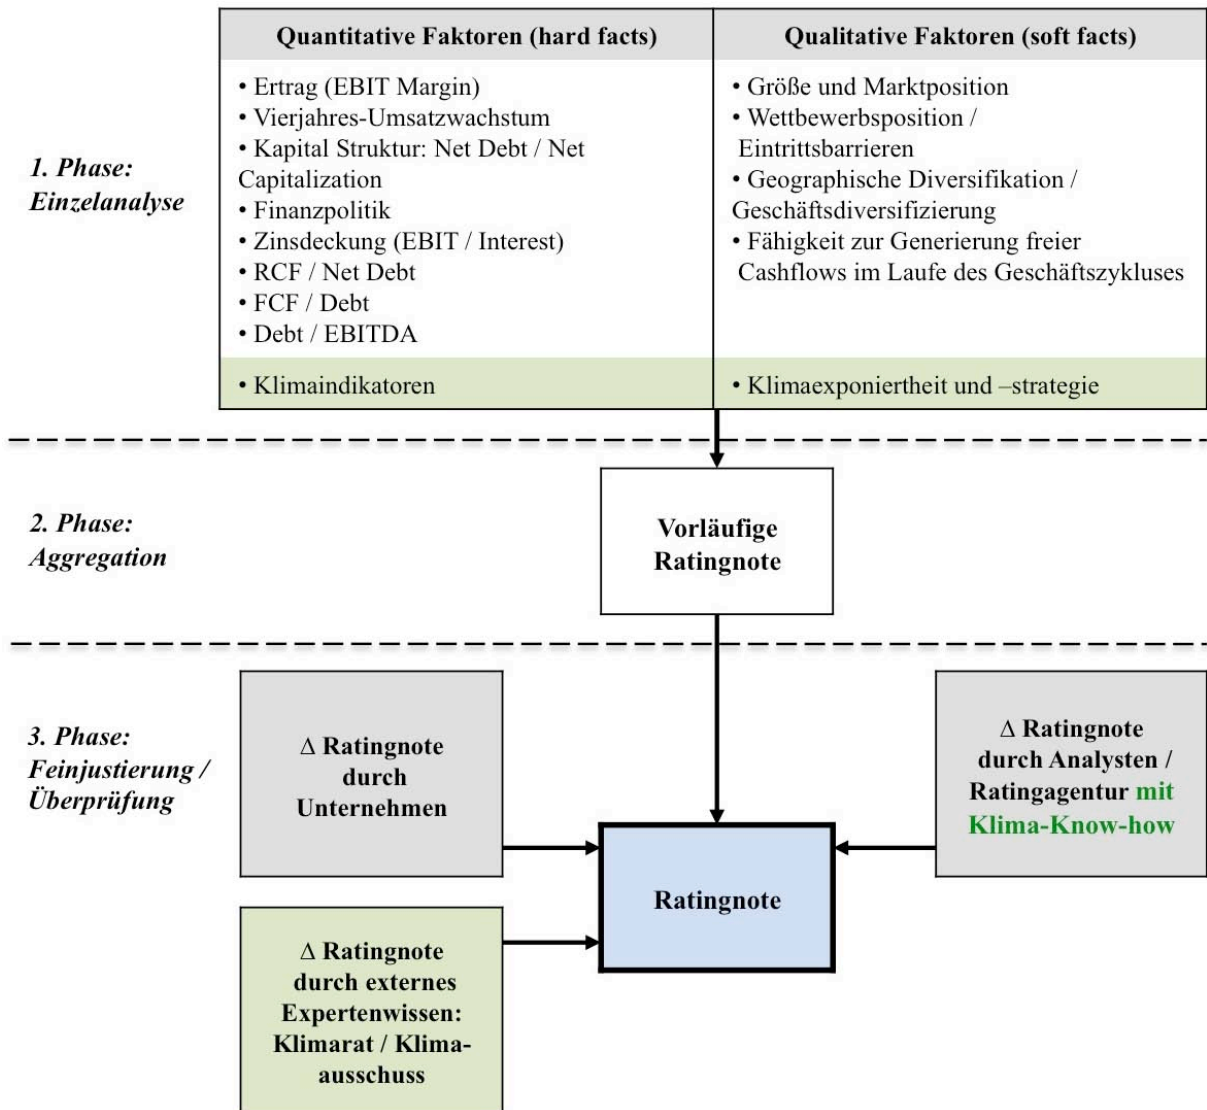 Quantitative Faktoren (hard facts)
Qualitative Faktoren (soft facts)
1. Phase:
Einzelanalyse
• Ertrag (EBIT Margin)
• Vierjahres-Umsatzwachstum
• Kapital Struktur: Net Debt / Net
Capitalization
• Finanzpolitik
• Zinsdeckung (EBIT / Interest)
• RCF / Net Debt
• FCF / Debt
• Debt / EBITDA
• Klimaindikatoren
• Größe und Marktposition
• Wettbewerbsposition /
Eintrittsbarrieren
• Geographische Diversifikation /
Geschäftsdiversifizierung
• Fähigkeit zur Generierung freier
Cashflows im Laufe des Geschäftszykluses
• Klimaexponiertheit und –strategie
2. Phase:
Aggregation
Vorläufige
Ratingnote
3. Phase:
Feinjustierung /
Überprüfung
Δ Ratingnote
durch
Unternehmen
Δ Ratingnote
durch Analysten /
Ratingagentur mit
Klima-Know-how
Ratingnote
Δ Ratingnote
durch externes
Expertenwissen:
Klimarat / Klima-
ausschuss